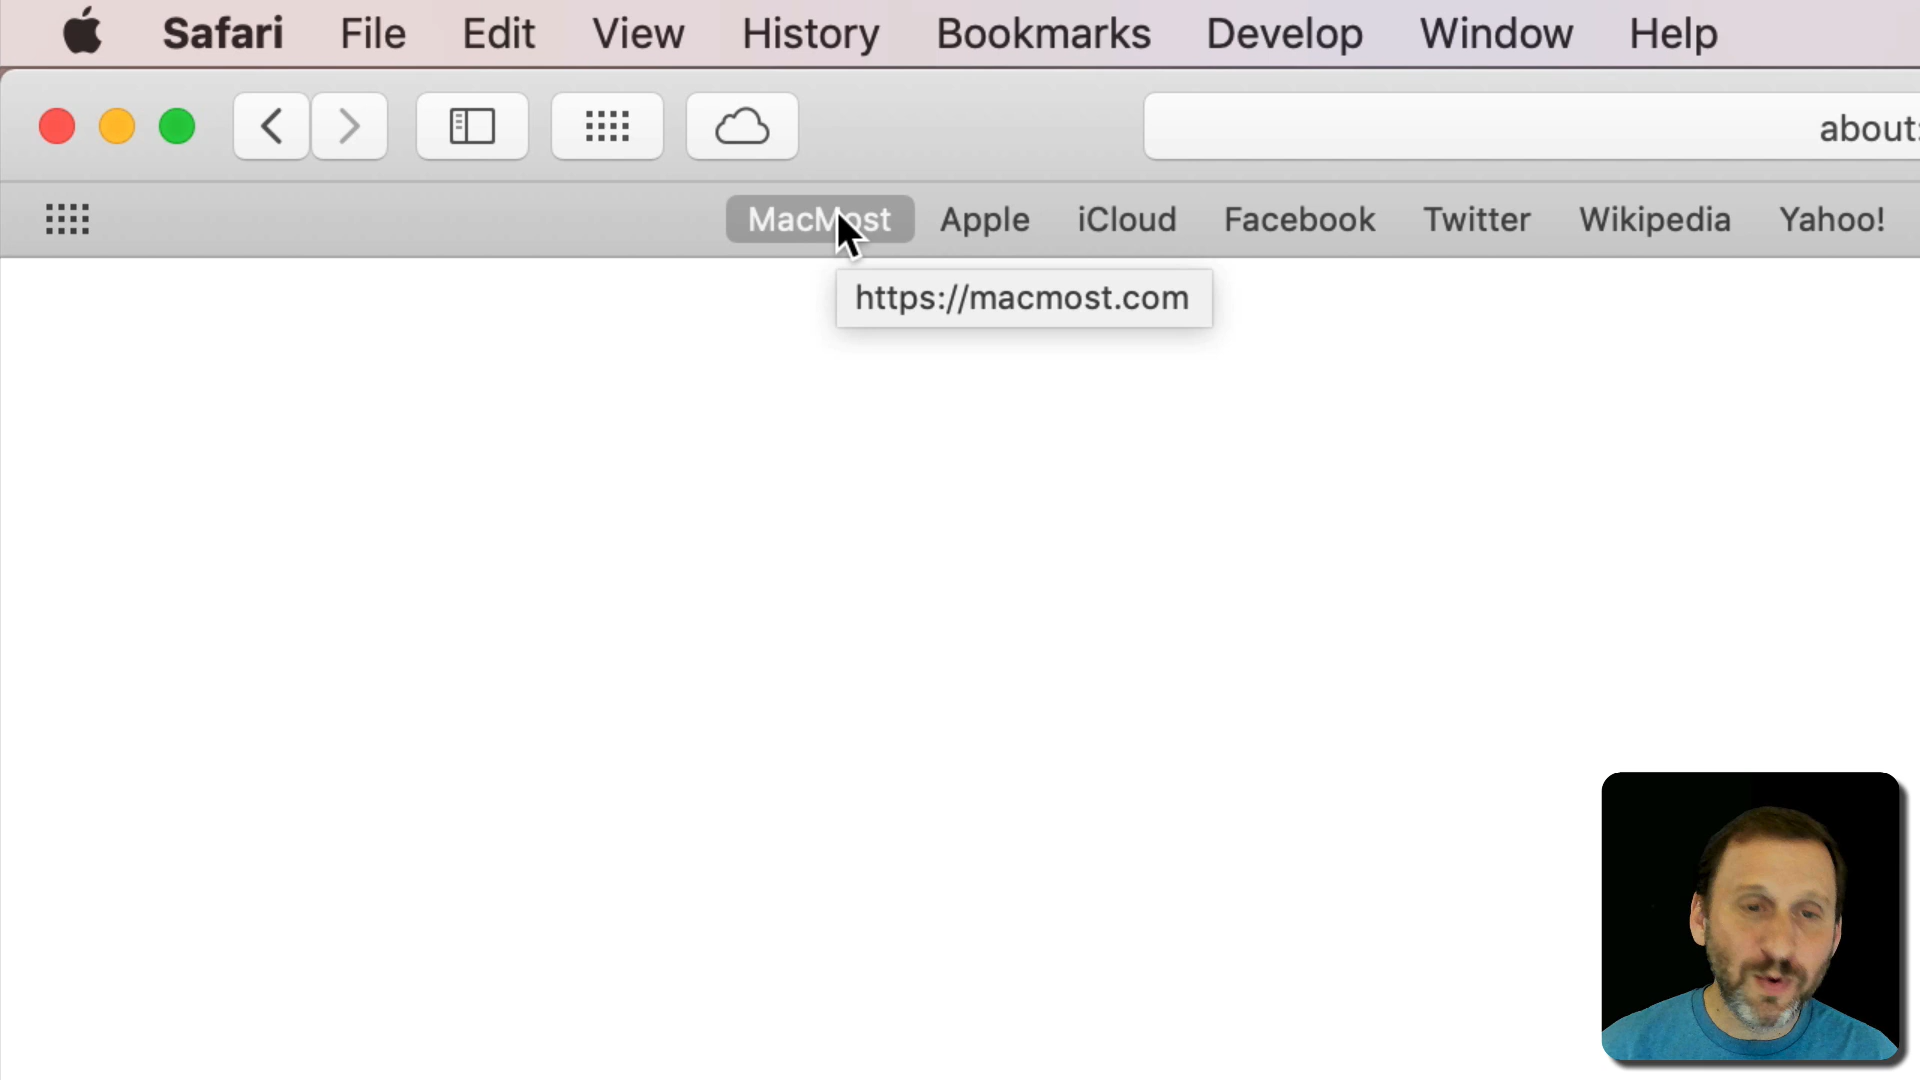 Safari File Edit View History Bookmarks Develop Window Help
about:
MacMost Apple iCloud Facebook Twitter Wikipedia Yahoo!
https://macmost.com